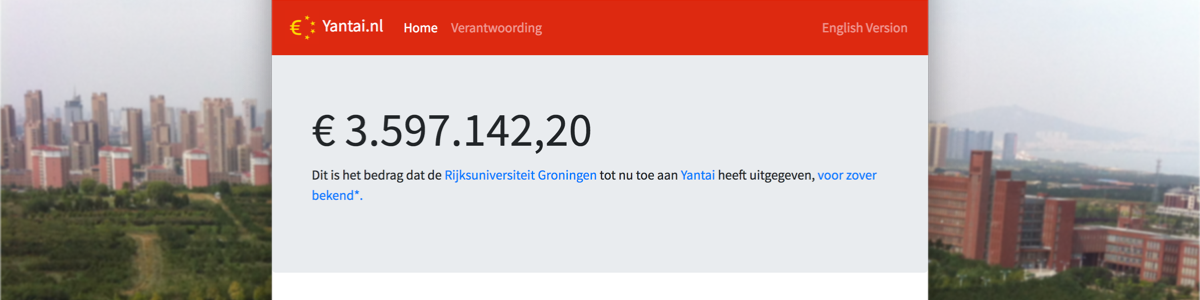 Yantai.nl Home Verantwoording English Version
€ 3.597.142,20
Dit is het bedrag dat de Rijksuniversiteit Groningen tot nu toe aan Yantai heeft uitgegeven, voor zover
bekend*.